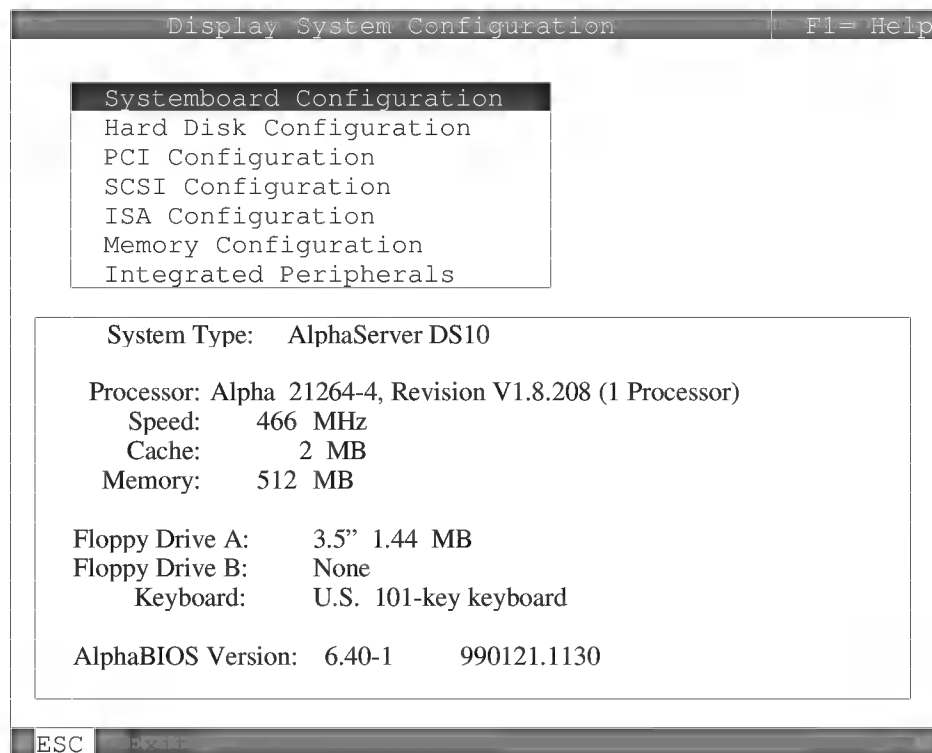 Display System Configuration F1= Help
Systemboard Configuration
Hard Disk Configuration
PCI Configuration
SCSI Configuration
ISA Configuration
Memory Configuration
Integrated Peripherals
System Type: AlphaServer DS10
Processor: Alpha 21264-4, Revision V1.8.208 (1 Processor)
Speed: 466 MHz
Cache: 2 MB
Memory: 512 MB
Floppy Drive A: 3.5” 1.44 MB
Floppy Drive B: None
Keyboard: U.S. 101-key keyboard
AlphaBIOS Version: 6.40-1 990121.1130
ESC Exit